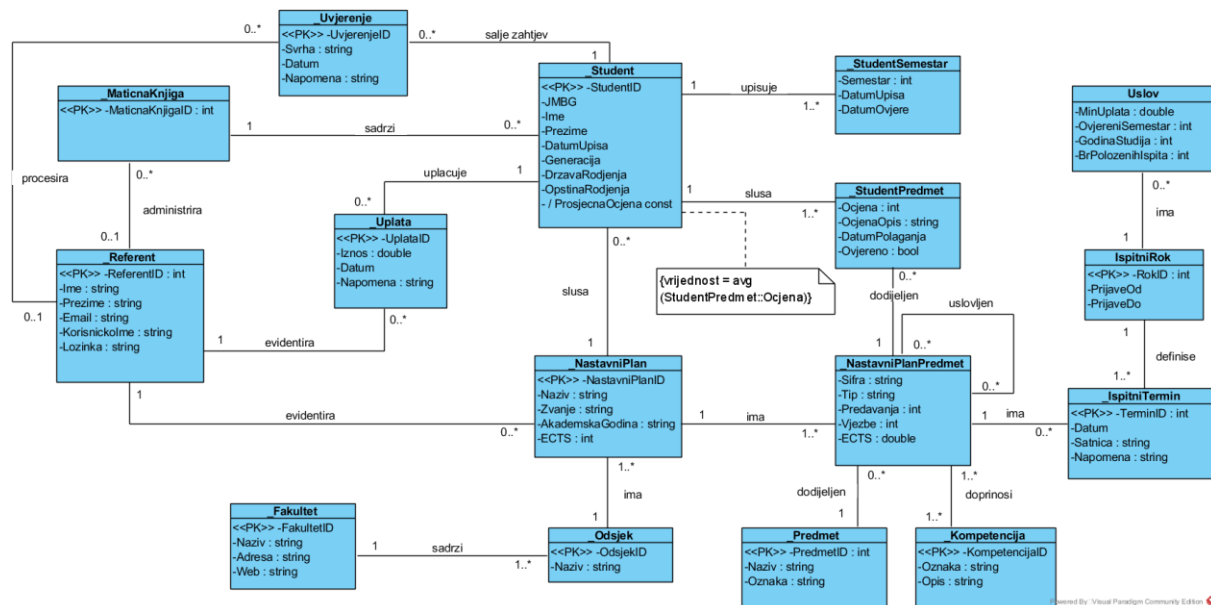 _Uvjerenje
<<PK>> -UvjerenjeID
-Svrha : string
-Datum
-Napomena : string
0..*
0..*
salje zahtjev
1
_Student
<<PK>> -StudentID
-JMBG
-Ime
-Prezime
-DatumUpisa
-Generacija
-DrzavaRodjenja
-OpstinaRodjenja
- / ProsjecnaOcjena const
1
upisuje
1..*
_StudentSemestar
-Semestar : int
-DatumUpisa
-DatumOvjere
_MaticnaKnjiga
<<PK>> -MaticnaKnjigaID : int
1
sadrzi
0..*
Uslov
-MinUplata : double
-OvjereniSemestar : int
-GodinaStudija : int
-BrPolozenihIspita : int
0..*
ima
1
procesira
0..*
administrira
0..1
uplacuje
1
0..*
_Uplata
<<PK>> -UplataID
-Iznos : double
-Datum
-Napomena : string
0..*
1
slusa
1..*
_StudentPredmet
-Ocjena : int
-OcjenaOpis : string
-DatumPolaganja
-Ovjereno : bool
0..*
dodijeljen
1
{vrijednost = avg
(StudentPredmet::Ocjena)}
_Referent
<<PK>> -ReferentID : int
-Ime : string
-Prezime : string
-Email : string
-KorisnickoIme : string
-Lozinka : string
0..1
1
evidentira
0..*
slusa
1
uslovljen
0..*
0..*
IspitniRok
<<PK>> -RokID : int
-PrijaveOd
-PrijaveDo
1
definise
1..*
1
evidentira
0..*
_NastavniPlan
<<PK>> -NastavniPlanID
-Naziv : string
-Zvanje : string
-AkademskaGodina : string
-ECTS : int
1
ima
1..*
_NastavniPlanPredmet
-Sifra : string
-Tip : string
-Predavanja : int
-Vjezbe : int
-ECTS : double
1
ima
0..*
_IspitniTermin
<<PK>> -TerminID : int
-Datum
-Satnica : string
-Napomena : string
1..*
ima
1
0..*
dodijeljen
1
1..*
doprinosi
1..*
_Fakultet
<<PK>> -FakultetID
-Naziv : string
-Adresa : string
-Web : string
1
sadrzi
1..*
_Odsjek
<<PK>> -OdsjekID
-Naziv : string
_Predmet
<<PK>> -PredmetID : int
-Naziv : string
-Oznaka : string
_Kompetencija
<<PK>> -KompetencijaID
-Oznaka : string
-Opis : string
Powered By Visual Paradigm Community Edition